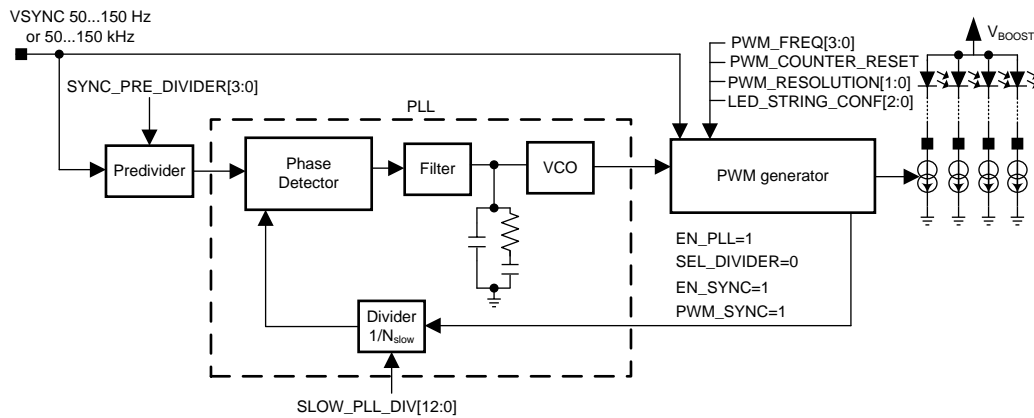 VSYNC 50...150 Hz
or 50...150 kHz
SYNC_PRE_DIVIDER[3:0]
PLL
PWM_FREQ[3:0]
PWM_COUNTER_RESET
PWM_RESOLUTION[1:0]
LED_STRING_CONF[2:0]
VBOOST
Predivider
Phase
Detector
Filter
VCO
PWM generator
EN_PLL=1
SEL_DIVIDER=0
EN_SYNC=1
PWM_SYNC=1
Divider
1/Nslow
SLOW_PLL_DIV[12:0]